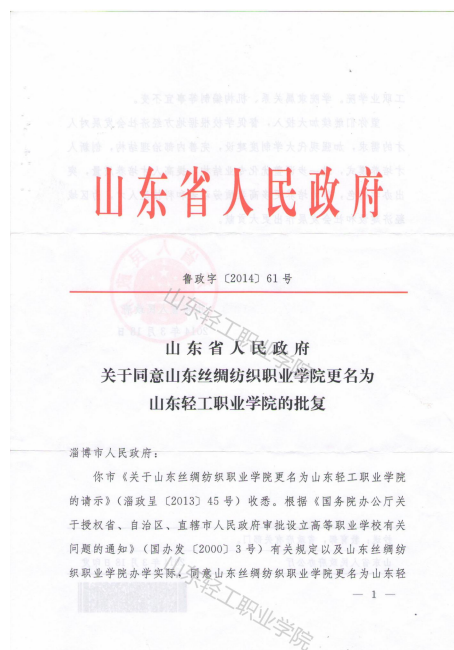 山东省人民政府
鲁政字〔2014〕61号
山东省人民政府
关于同意山东丝绸纺织职业学院更名为
山东轻工职业学院的批复
淄博市人民政府：
你市《关于山东丝绸纺织职业学院更名为山东轻工职业学院
的请示》（淄政呈〔2013〕45号）收悉。根据《国务院办公厅关
于授权省、自治区、直辖市人民政府审批设立高等职业学校有关
问题的通知》（国办发〔2000〕3号）有关规定以及山东丝绸纺
织职业学院办学实际，同意山东丝绸纺织职业学院更名为山东轻
— 1 —
山东轻工职业学院
山东轻工职业学院